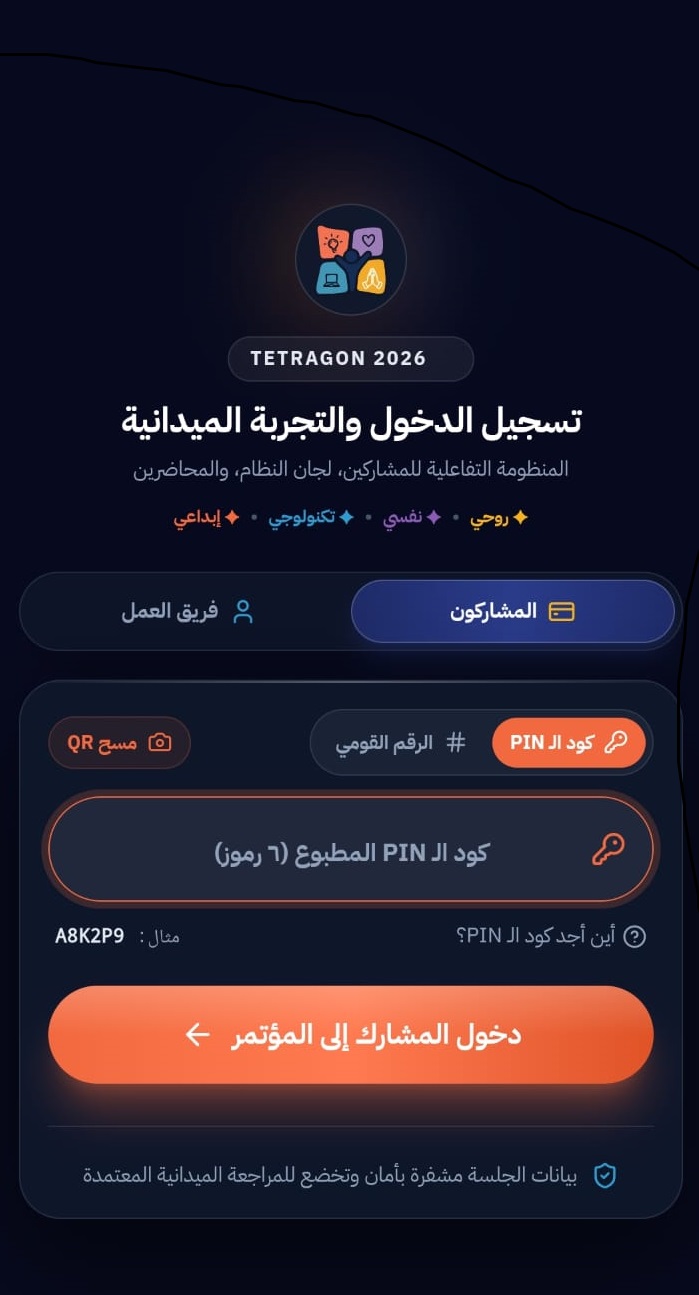 TETRAGON 2026
تسجيل الدخول والتجربة الميدانية
المنظومة التفاعلية للمشاركين، لجان النظام، والمحاضرين
روحي • نفسي • تكنولوجي • إبداعي
المشاركون
فريق العمل
كود الـ PIN
الرقم القومي
مسح QR
كود الـ PIN المطبوع (٦ رموز)
أين أجد كود الـ PIN؟
مثال : A8K2P9
دخول المشارك إلى المؤتمر
بيانات الجلسة مشفرة بأمان وتخضع للمراجعة الميدانية المعتمدة